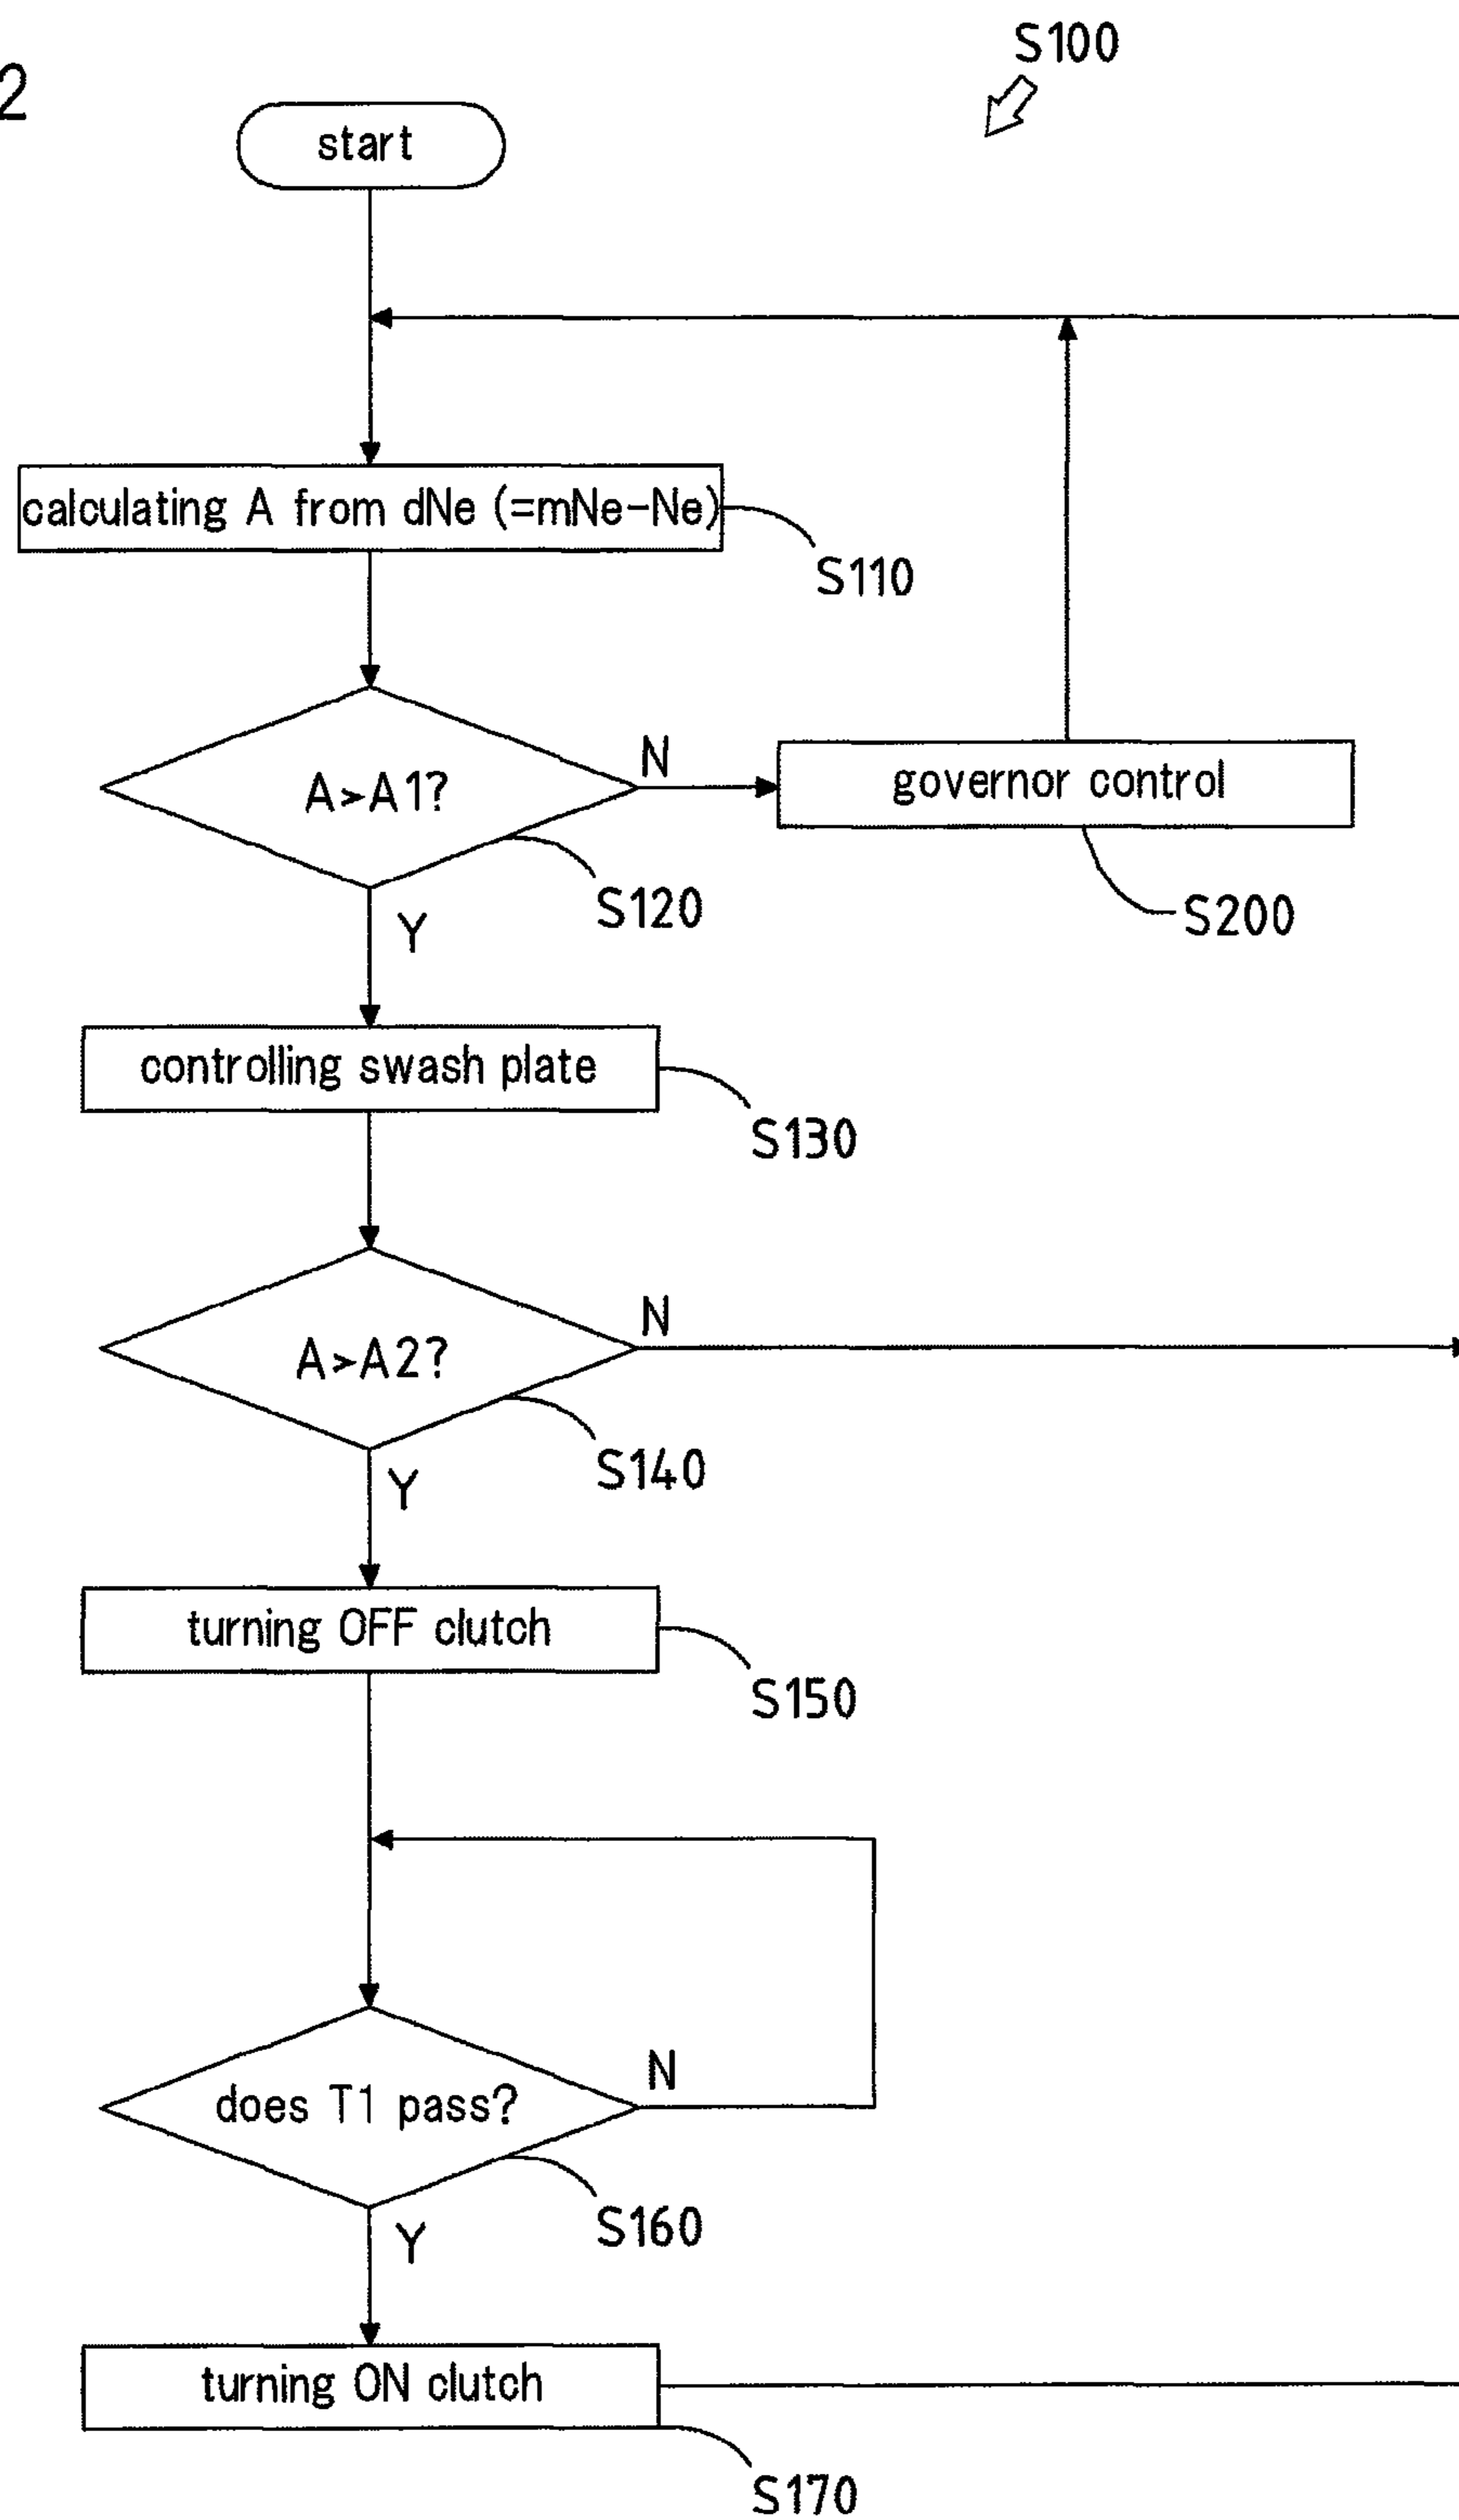 2
S100
start
calculating A from dNe (=mNe-Ne)
S110
A>A1?
N
governor control
S120
S200
Y
controlling swash plate
S130
A>A2?
N
S140
Y
turning OFF clutch
S150
does T1 pass?
N
S160
Y
turning ON clutch
S170